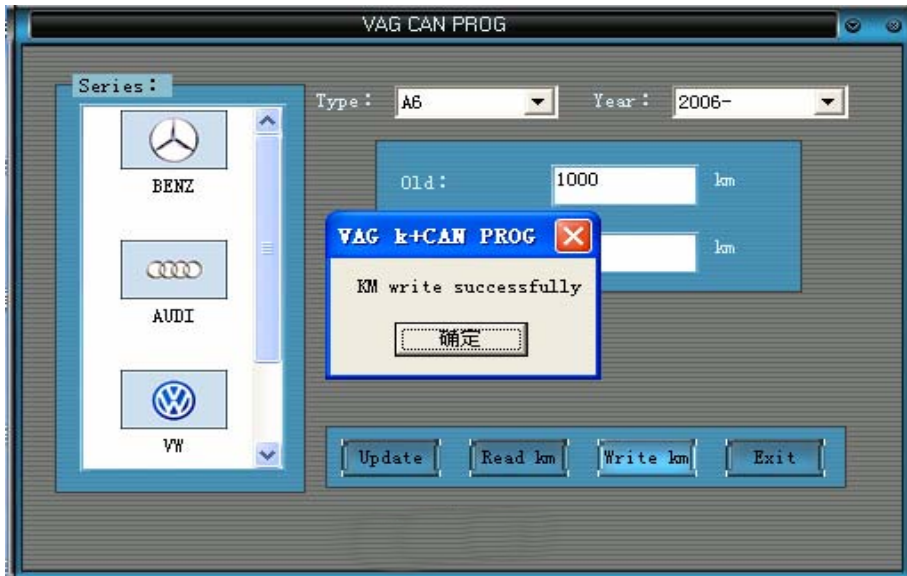 VAG CAN PROG
Series：
Type： A6 Year： 2006-
BENZ
AUDI
VW
Old： 1000 km
km
VAG k+CAN PROG
KM write successfully
确定
Update Read km Write km Exit